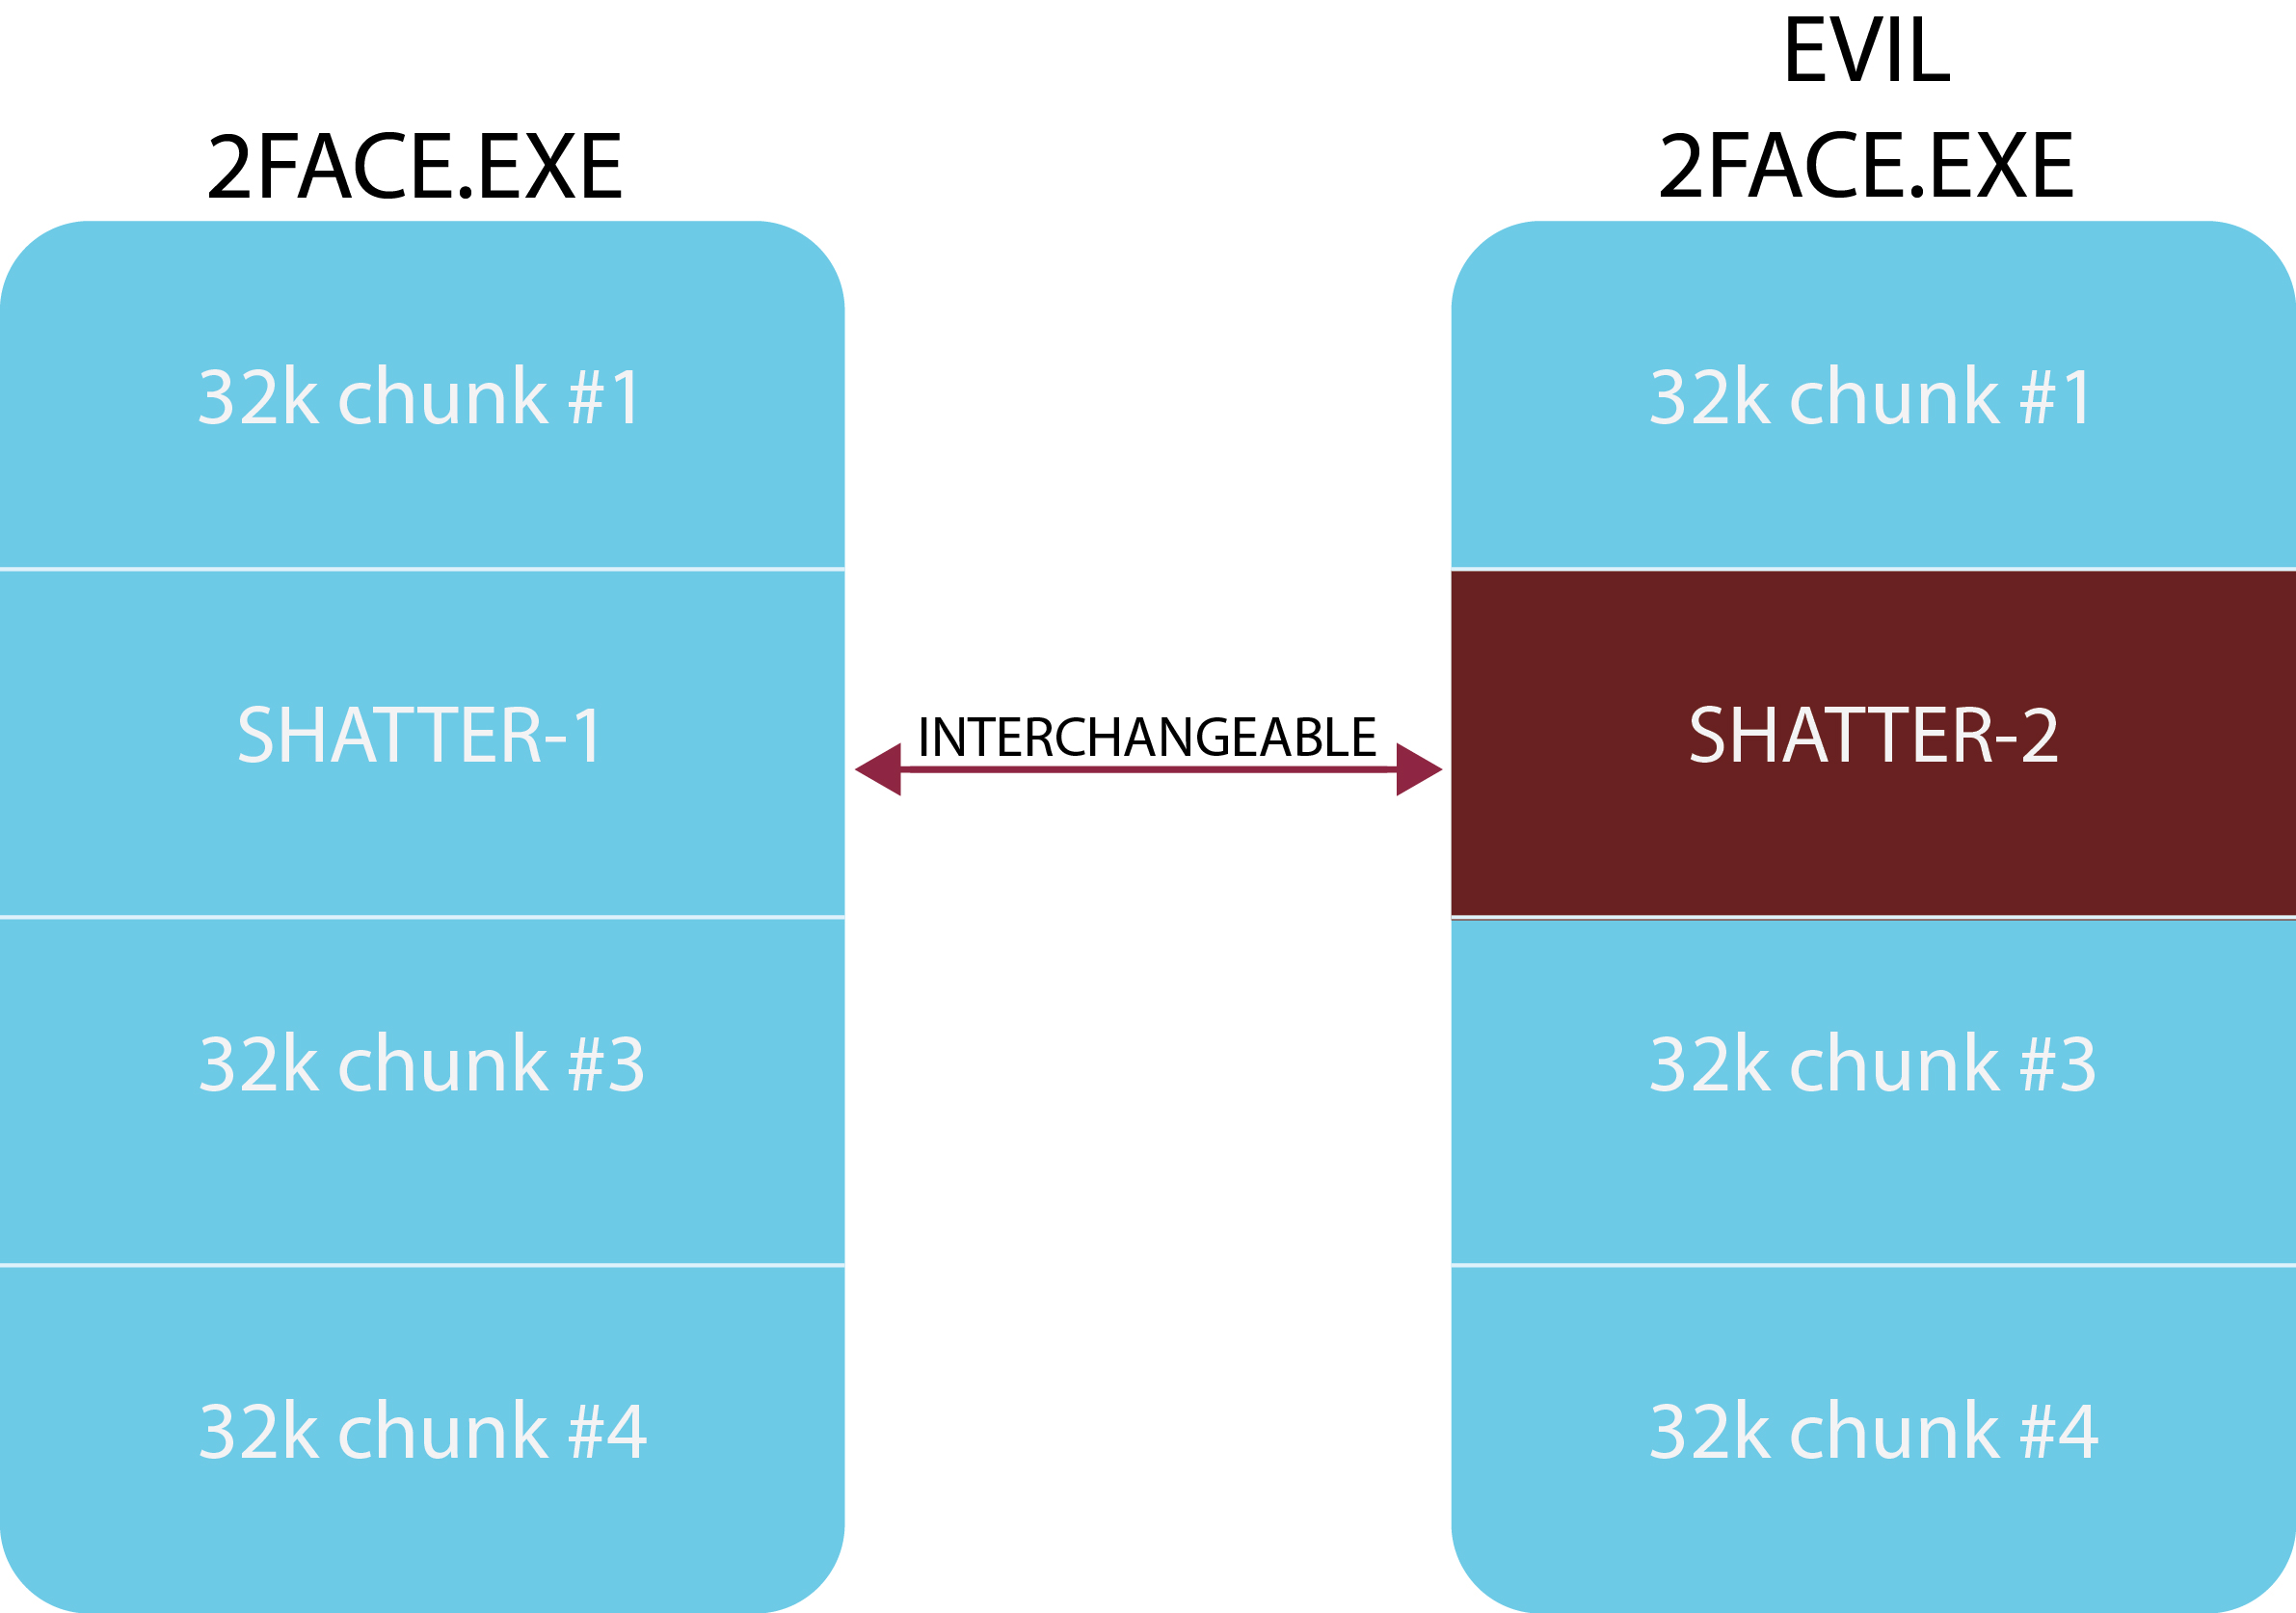 2FACE.EXE
32k chunk #1
SHATTER-1
32k chunk #3
32k chunk #4
INTERCHANGEABLE
EVIL
2FACE.EXE
32k chunk #1
SHATTER-2
32k chunk #3
32k chunk #4